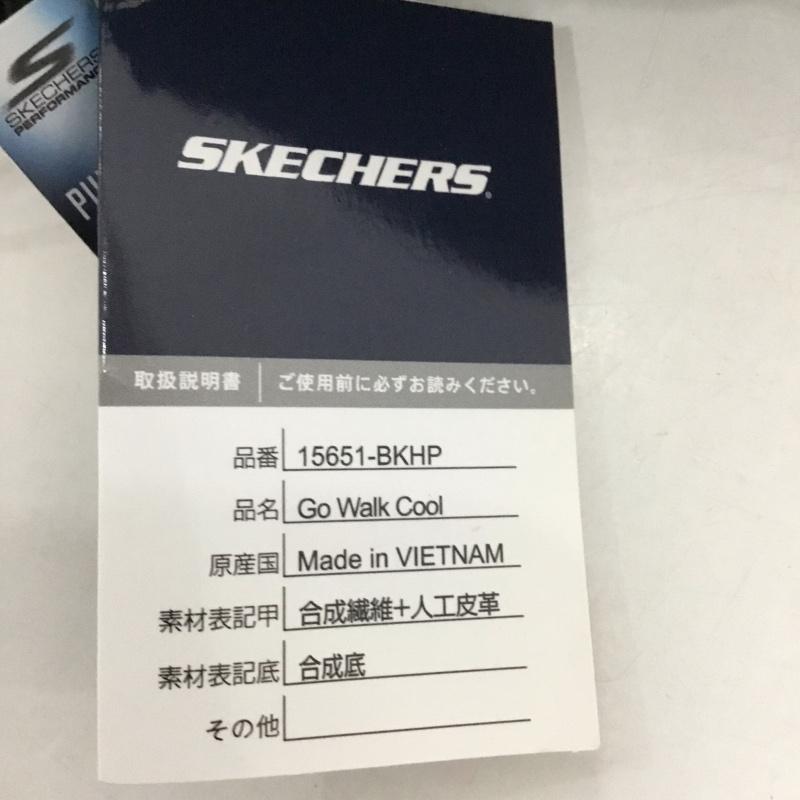 SKECHERS
PERFORMANCE
SKECHERS
取扱説明書 ご使用前に必ずお読みください。
品番 15651-BKHP
品名 Go Walk Cool
原産国 Made in VIETNAM
素材表記甲 合成繊維+人工皮革
素材表記底 合成底
その他